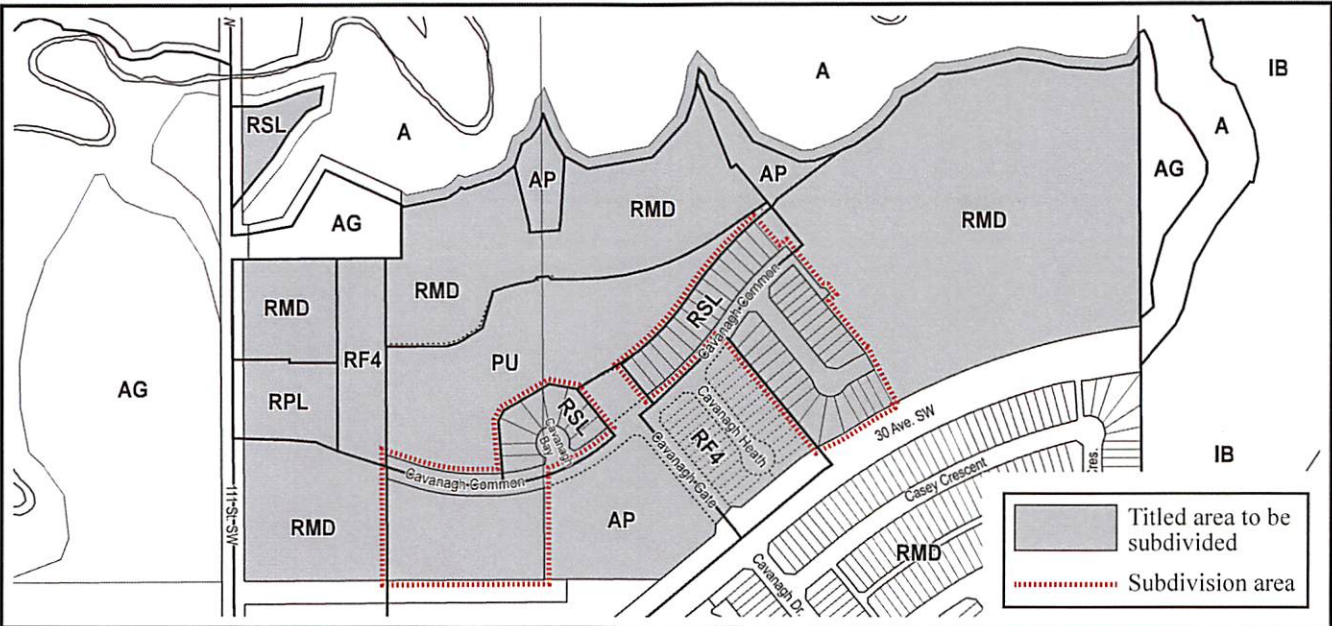 N
IB
A
RSL
A
A
AP
AP
AG
AG
RMD
RMD
RMD
RMD
RF4
PU
RSL
Cavanagh Common
AG
RPL
RSL
Cavanagh Bay
Cavanagh Heath
RF4
Cavanagh Gate
30 Ave. SW
Casey Crescent
Cres.
IB
Cavanagh Common
RMD
111 St. SW
AP
RMD
Cavanagh Dr.
Titled area to be
subdivided
Subdivision area